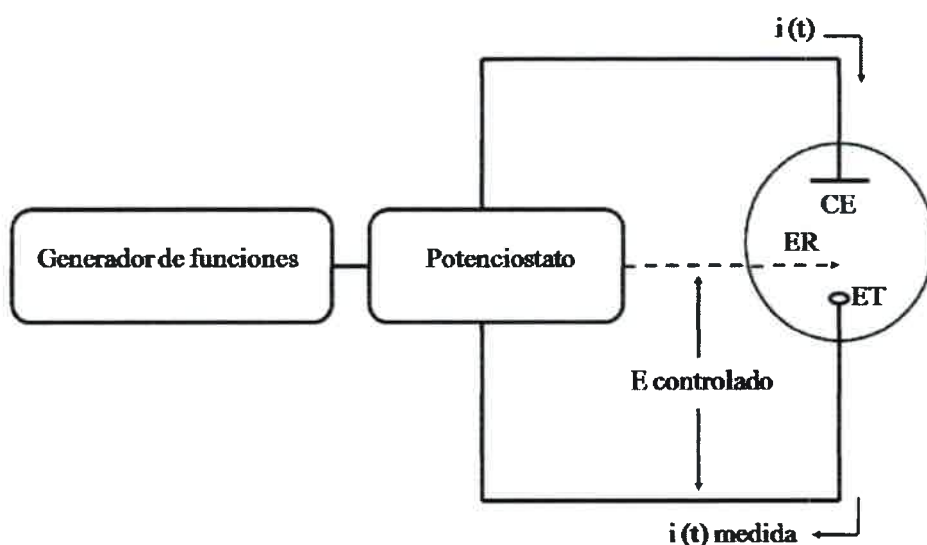 i (t)
CE
ER
Generador de funciones
Potenciostato
ET
E controlado
i (t) medida